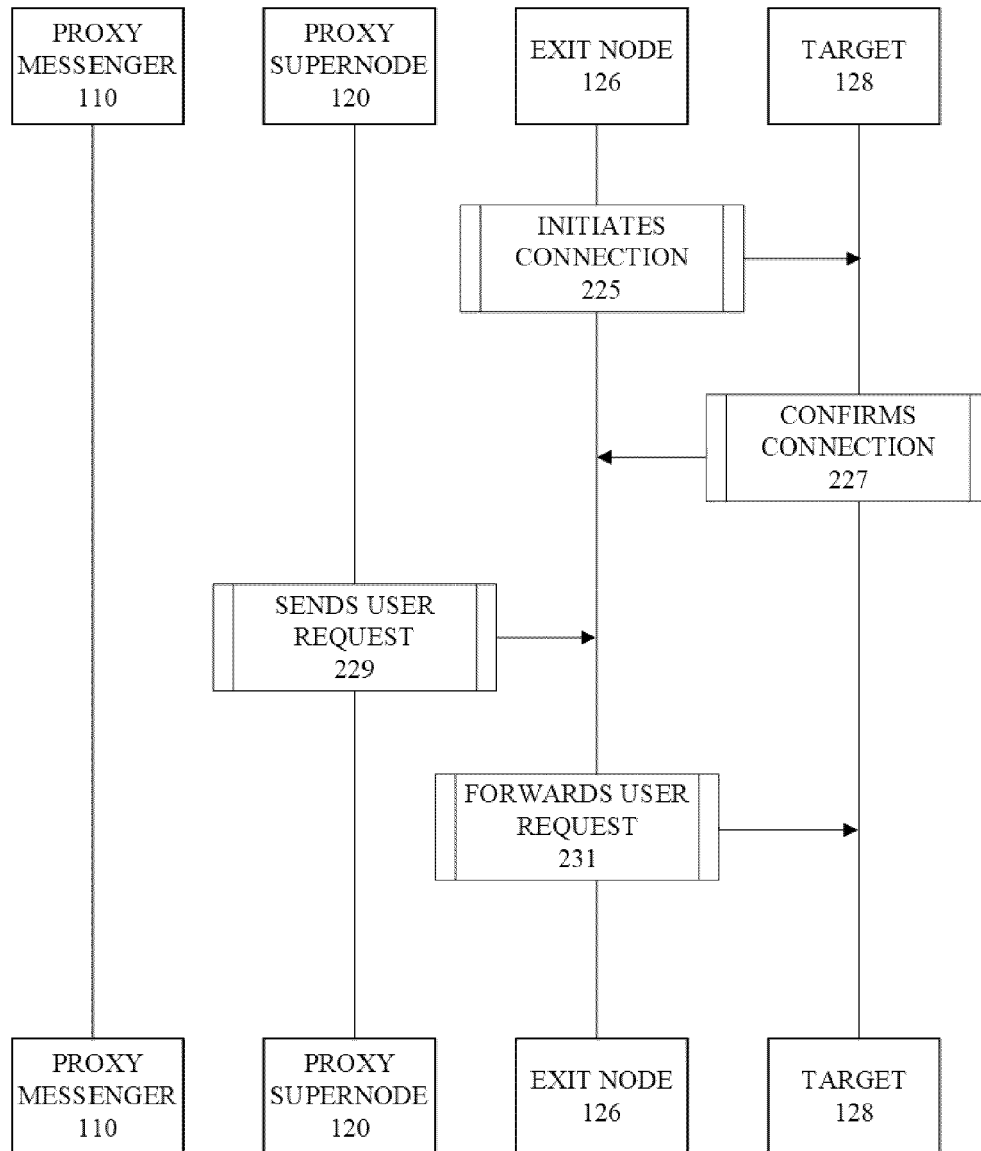 PROXY
MESSENGER
110
PROXY
SUPERNODE
120
EXIT NODE
126
TARGET
128
INITIATES
CONNECTION
225
CONFIRMS
CONNECTION
227
SENDS USER
REQUEST
229
FORWARDS USER
REQUEST
231
PROXY
MESSENGER
110
PROXY
SUPERNODE
120
EXIT NODE
126
TARGET
128